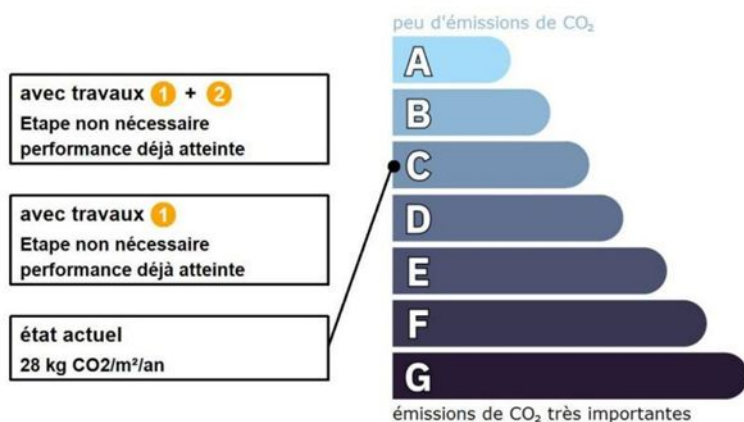 peu d'émissions de CO₂
avec travaux 1 + 2
Etape non nécessaire
performance déjà atteinte
avec travaux 1
Etape non nécessaire
performance déjà atteinte
état actuel
28 kg CO2/m²/an
A
B
C
D
E
F
G
émissions de CO₂ très importantes